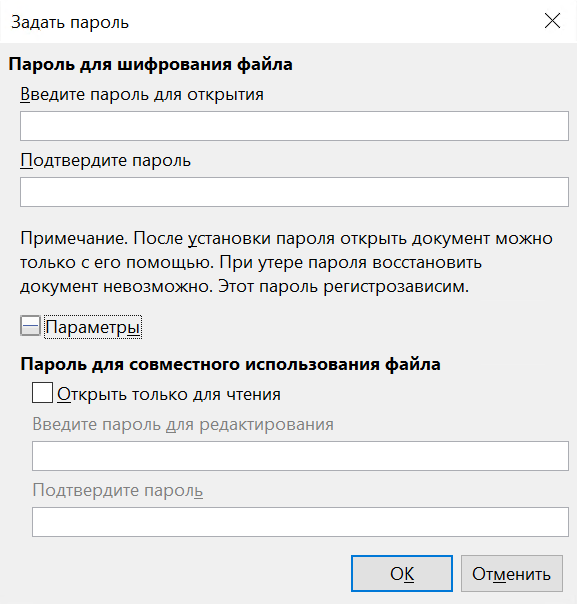 Задать пароль
Пароль для шифрования файла
Введите пароль для открытия
Подтвердите пароль
Примечание. После установки пароля открыть документ можно
только с его помощью. При утере пароля восстановить
документ невозможно. Этот пароль регистрозависим.
Параметры
Пароль для совместного использования файла
Открыть только для чтения
Введите пароль для редактирования
Подтвердите пароль
OK
Отменить